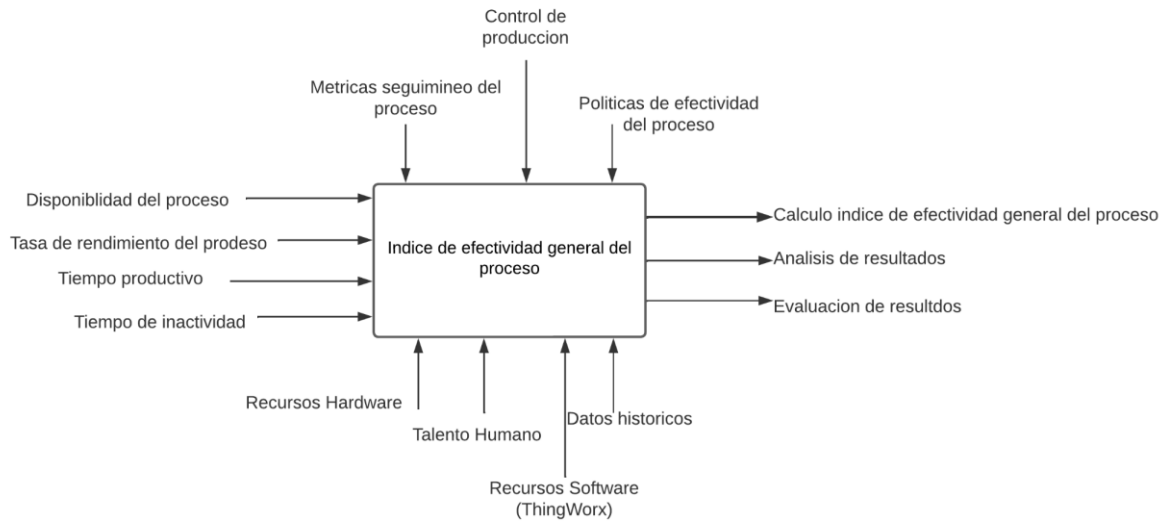 Control de
produccion
Metricas seguimineo del
proceso
Politicas de efectividad
del proceso
Disponiblidad del proceso
Tasa de rendimiento del prodeso
Tiempo productivo
Tiempo de inactividad
Indice de efectividad general del
proceso
Calculo indice de efectividad general del proceso
Analisis de resultados
Evaluacion de resultdos
Recursos Hardware
Talento Humano
Datos historicos
Recursos Software
(ThingWorx)